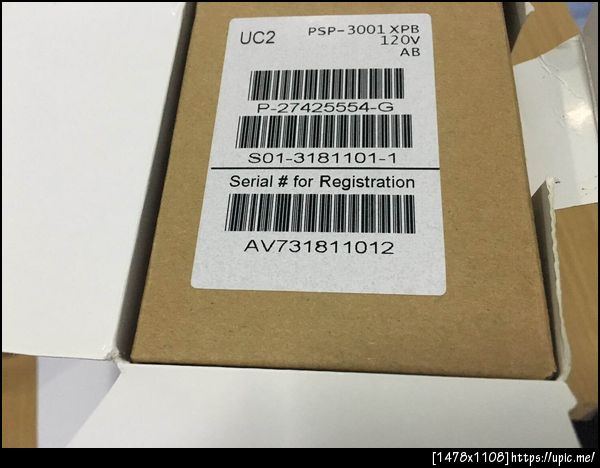 UC2
PSP-3001 XPB
120V
AB
P-27425554-G
S01-3181101-1
Serial # for Registration
AV731811012
[1478x1108]https://upic.me/